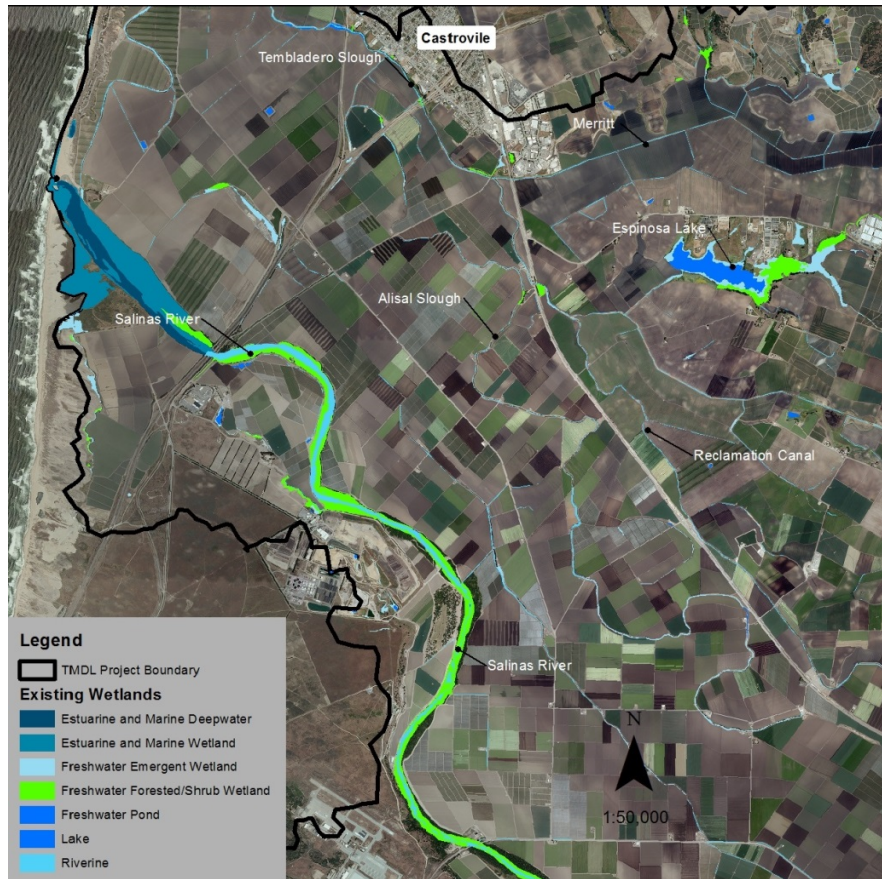 Castrovile
Tembladero Slough
Merritt
Espinosa Lake
Alisal Slough
Salinas River
Reclamation Canal
Salinas River
N
1:50,000
Legend
TMDL Project Boundary
Existing Wetlands
Estuarine and Marine Deepwater
Estuarine and Marine Wetland
Freshwater Emergent Wetland
Freshwater Forested/Shrub Wetland
Freshwater Pond
Lake
Riverine